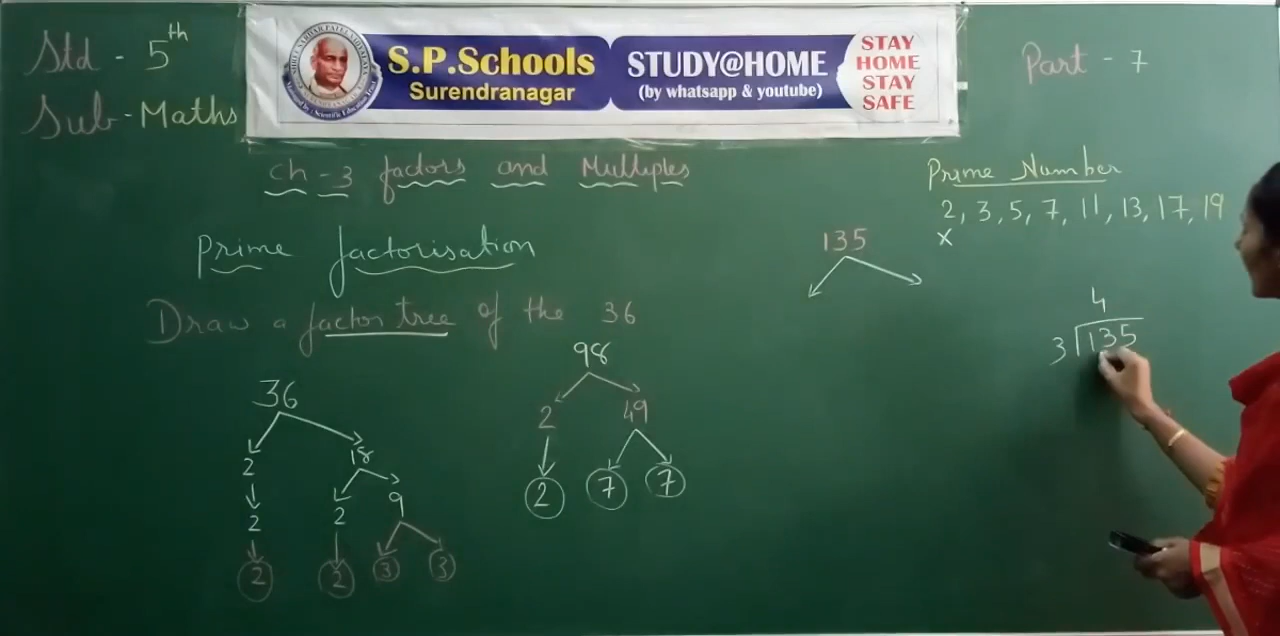 Std - 5th
Sub - Maths
S.P.Schools
Surendranagar
STUDY@HOME
(by whatsapp & youtube)
STAY
HOME
STAY
SAFE
Part - 7
Ch - 3 factors and Multiples
Prime factorisation
Draw a factor tree of the 36
36
2 18
2 2 9
2 2 3 3
98
2 49
2 7 7
135
Prime Number
2, 3, 5, 7, 11, 13, 17, 19
x
4
3 135